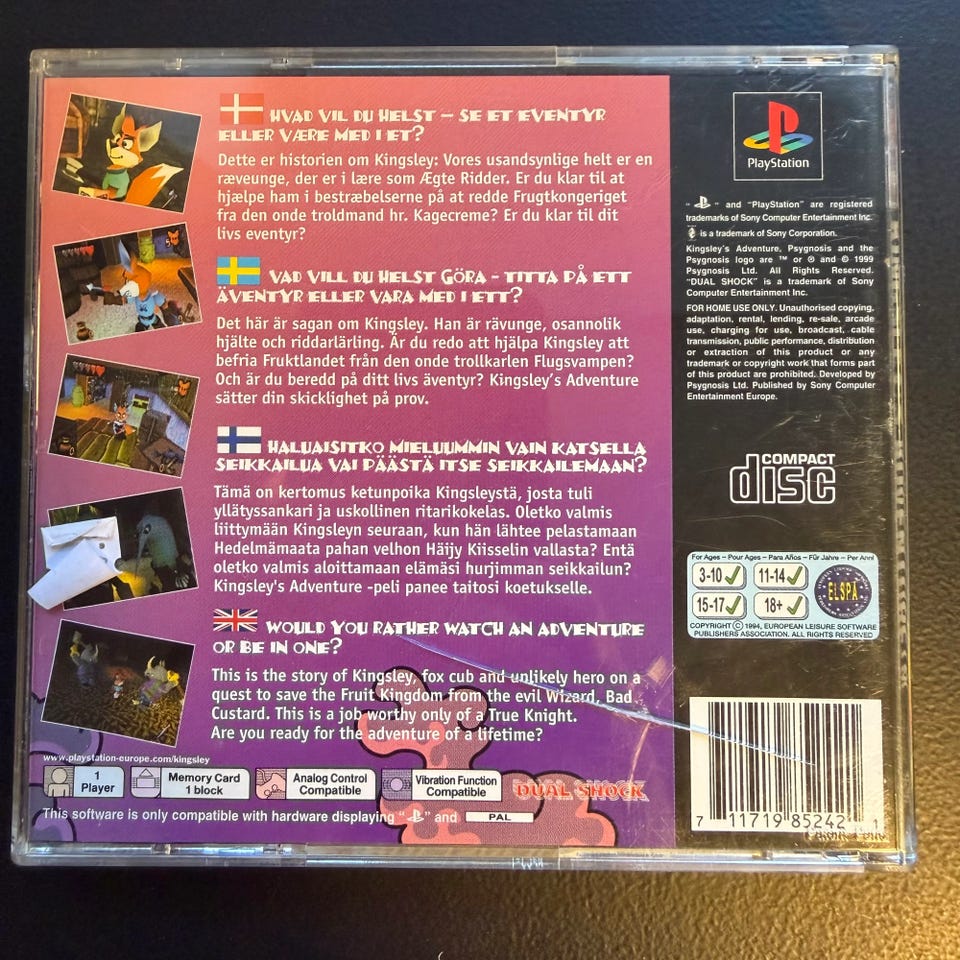 HVAD VIL DU HELST – SE ET EVENTYR
ELLER VÆRE MED I ET?
Dette er historien om Kingsley: Vores usandsynlige helt er en
ræveunge, der er i lære som Ægte Ridder. Er du klar til at
hjælpe ham i bestræbelserne på at redde Frugtkongeriget
fra den onde troldmand hr. Kagecreme? Er du klar til dit
livs eventyr?
VAD VILL DU HELST GÖRA - TITTA PÅ ETT
ÄVENTYR ELLER VARA MED I ETT?
Det här är sagan om Kingsley. Han är rävunge, osannolik
hjälte och riddarlärling. Är du redo att hjälpa Kingsley att
befria Fruktlandet från den onde trollkarlen Flugsvampen?
Och är du beredd på ditt livs äventyr? Kingsley's Adventure
sätter din skicklighet på prov.
HALUAISITKO MIELUUMMIN VAIN KATSELLA
SEIKKAILUA VAI PÄÄSTÄ ITSE SEIKKAILEMAAN?
Tämä on kertomus ketunpoika Kingsleystä, josta tuli
yllätyssankari ja uskollinen ritarikokelas. Oletko valmis
liittymään Kingsleyn seuraan, kun hän lähtee pelastamaan
Hedelmämaata pahan velhon Häijy Kiisselin vallasta? Entä
oletko valmis aloittamaan elämäsi hurjimman seikkailun?
Kingsley's Adventure -peli panee taitosi koetukselle.
WOULD YOU RATHER WATCH AN ADVENTURE
OR BE IN ONE?
This is the story of Kingsley, fox cub and unlikely hero on a
quest to save the Fruit Kingdom from the evil Wizard, Bad
Custard. This is a job worthy only of a True Knight.
Are you ready for the adventure of a lifetime?
www.playstation-europe.com/kingsley
1
Player
Memory Card
1 block
Analog Control
Compatible
Vibration Function
Compatible
DUAL SHOCK
This software is only compatible with hardware displaying " " and PAL
PlayStation
" " and "PlayStation" are registered
trademarks of Sony Computer Entertainment Inc.
is a trademark of Sony Corporation.
Kingsley's Adventure, Psygnosis and the
Psygnosis logo are ™ or ® and © 1999
Psygnosis Ltd. All Rights Reserved.
"DUAL SHOCK" is a trademark of Sony
Computer Entertainment Inc.
FOR HOME USE ONLY. Unauthorised copying,
adaptation, rental, lending, re-sale, arcade
use, charging for use, broadcast, cable
transmission, public performance, distribution
or extraction of this product or any
trademark or copyright work that forms part
of this product are prohibited. Developed by
Psygnosis Ltd. Published by Sony Computer
Entertainment Europe.
COMPACT
disc
For Ages – Pour Ages – Para Años – Für Jahre – Per Anni
3-10 11-14
15-17 18+
ELSPA
COPYRIGHT © 1994, EUROPEAN LEISURE SOFTWARE
PUBLISHERS ASSOCIATION. ALL RIGHTS RESERVED
7 11719 85242 1